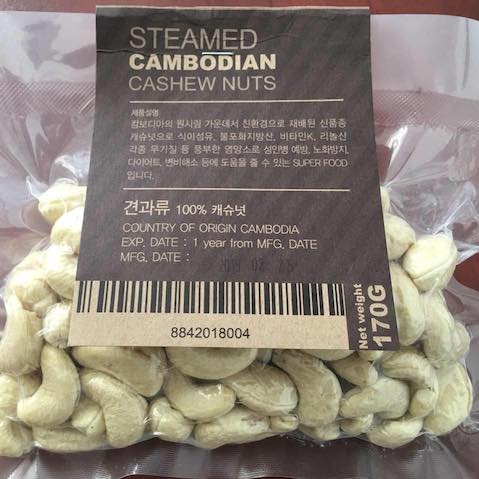 STEAMED
CAMBODIAN
CASHEW NUTS
제품설명
캄보디아의 원시림 가운데서 친환경으로 재배된 신품종
캐슈넛으로 식이섬유, 불포화지방산, 비타민K, 리놀산
각종 무기질 등 풍부한 영양소로 성인병 예방, 노화방지,
다이어트, 변비해소 등에 도움을 줄 수 있는 SUPER FOOD
입니다.
견과류 100% 캐슈넛
COUNTRY OF ORIGIN CAMBODIA
EXP. DATE : 1 year from MFG. DATE
MFG. DATE :
8842018004
Net weight
170G